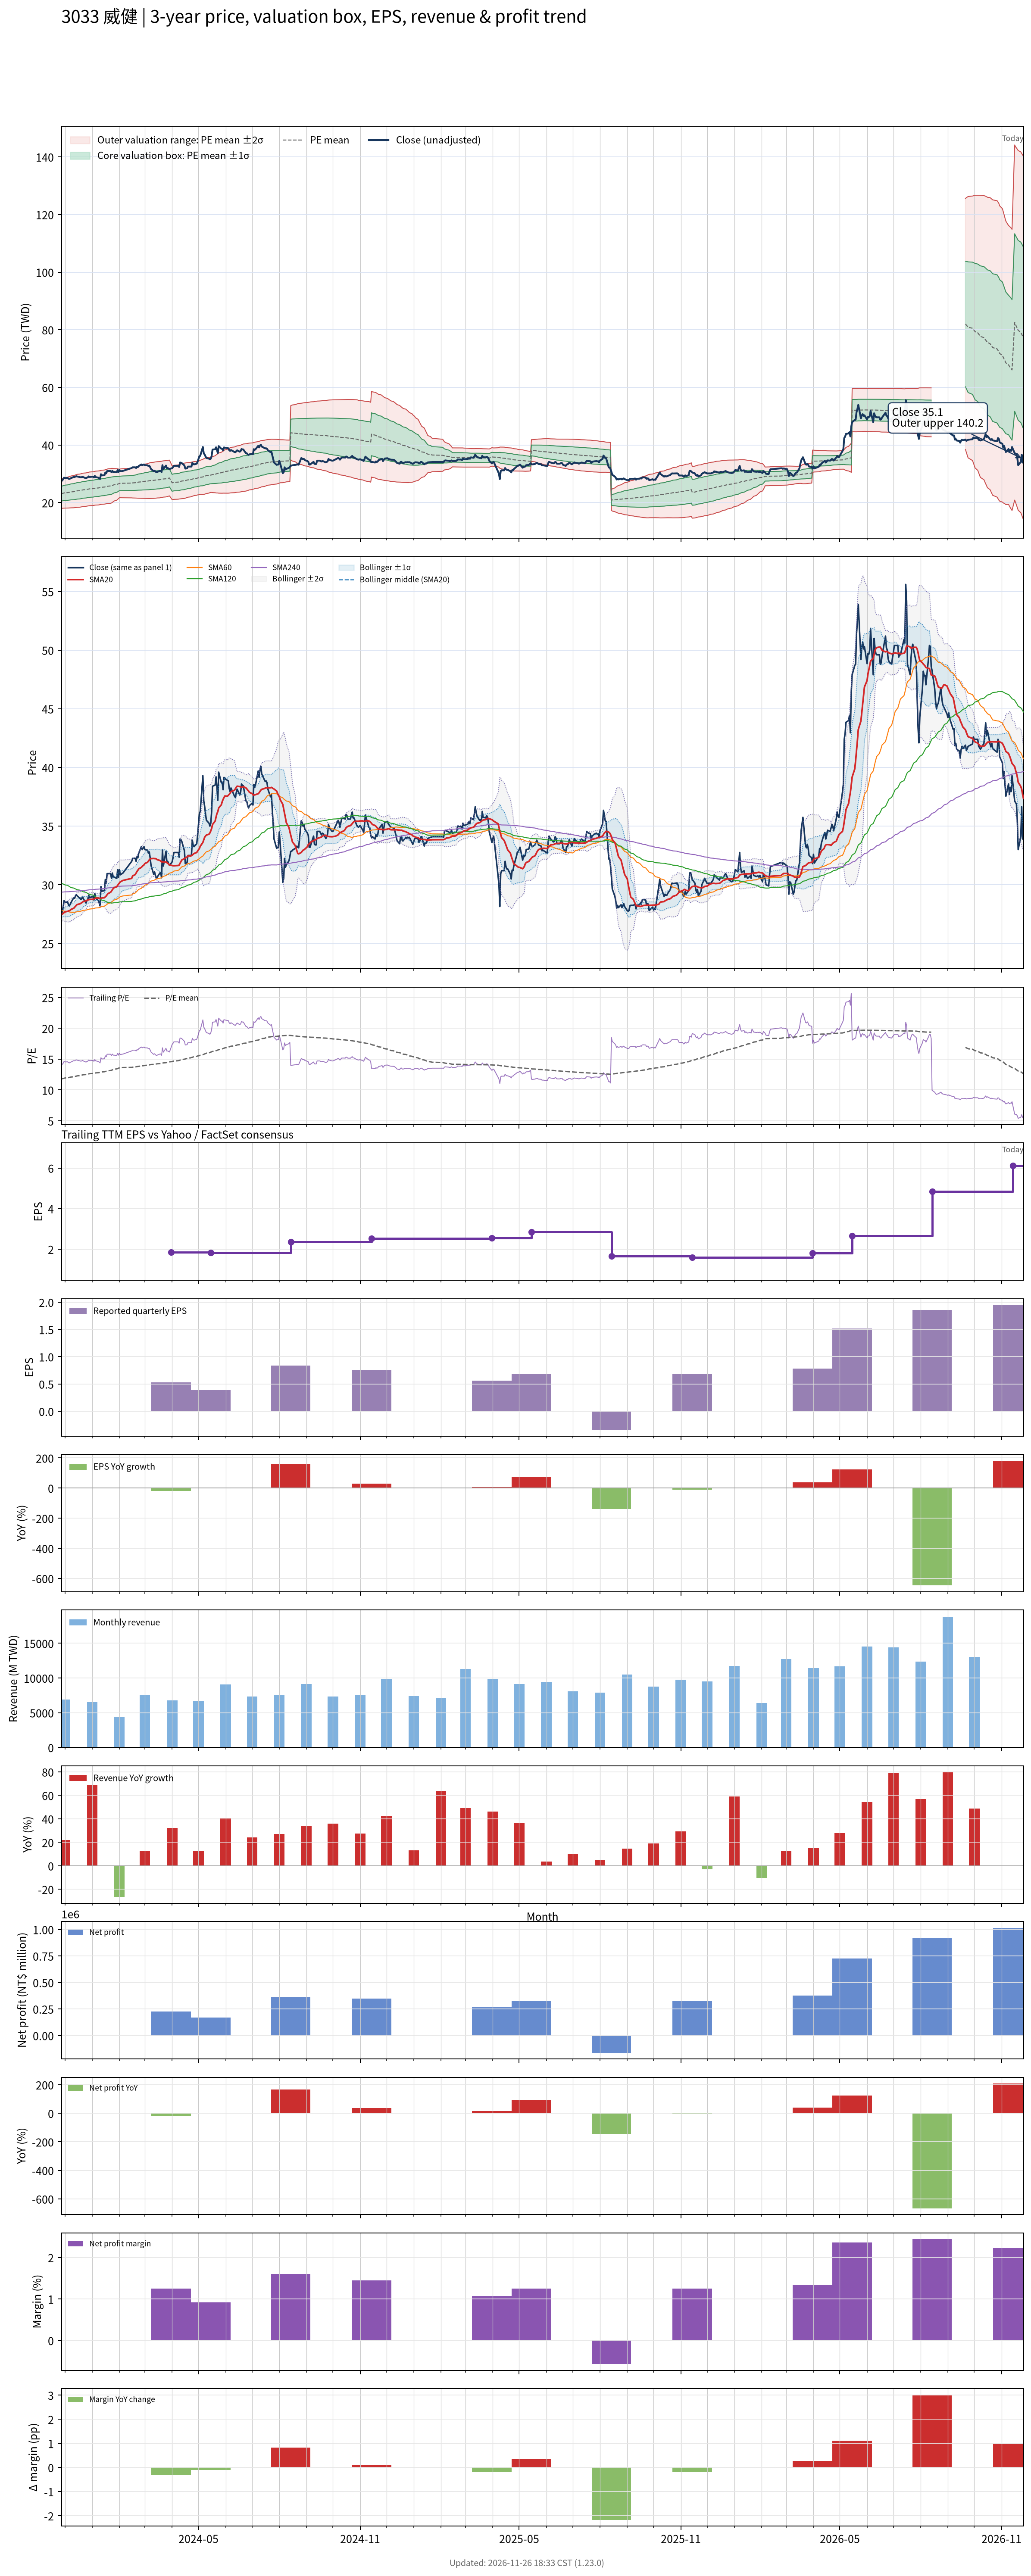 3033 威健 | 3-year price, valuation box, EPS, revenue & profit trend
Outer valuation range: PE mean ±2σ
Core valuation box: PE mean ±1σ
PE mean
Close (unadjusted)
Today
140
120
100
80
60
40
20
Price (TWD)
Close 35.1
Outer upper 140.2
Close (same as panel 1)
SMA20
SMA60
SMA120
SMA240
Bollinger ±2σ
Bollinger ±1σ
Bollinger middle (SMA20)
55
50
45
40
35
30
25
Price
Trailing P/E
P/E mean
25
20
15
10
5
P/E
Trailing TTM EPS vs Yahoo / FactSet consensus
Today
6
4
2
EPS
Reported quarterly EPS
2.0
1.5
1.0
0.5
0.0
EPS
EPS YoY growth
200
0
-200
-400
-600
YoY (%)
Monthly revenue
15000
10000
5000
0
Revenue (M TWD)
Revenue YoY growth
80
60
40
20
0
-20
YoY (%)
Month
1e6
Net profit
1.00
0.75
0.50
0.25
0.00
Net profit (NT$ million)
Net profit YoY
200
0
-200
-400
-600
YoY (%)
Net profit margin
2
1
0
Margin (%)
Margin YoY change
3
2
1
0
-1
-2
Δ margin (pp)
2024-05
2024-11
2025-05
2025-11
2026-05
2026-11
Updated: 2026-11-26 18:33 CST (1.23.0)